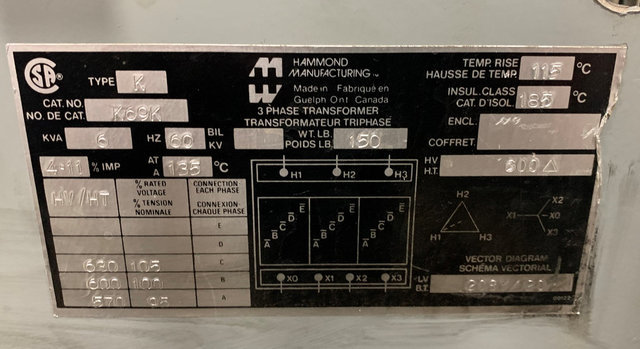 CSA
TYPE K
CAT. NO.
NO. DE CAT. K69K
KVA 6 HZ 60 BIL KV
4.11 % IMP AT A 135 °C
HAMMOND
MANUFACTURING
Made in Fabriqué en
Guelph Ont Canada
3 PHASE TRANSFORMER
TRANSFORMATEUR TRIPHASE
WT. LB.
POIDS LB. 150
TEMP. RISE
HAUSSE DE TEMP. 115 °C
INSUL. CLASS
CAT. D'ISOL. 185 °C
ENCL.
COFFRET.
HV
H.T. 600Δ
HV/HT % RATED VOLTAGE CONNECTION EACH PHASE
% TENSION NOMINALE CONNEXION CHAQUE PHASE
E
D
630 105 C
600 100 B
570 95 A
H1 H2 H3
E E E
D D D
C C C
B B B
A A A
X0 X1 X2 X3
H2
H1 H3
X2
X1 X0
X3
VECTOR DIAGRAM
SCHÉMA VECTORIAL
LV
B.T.